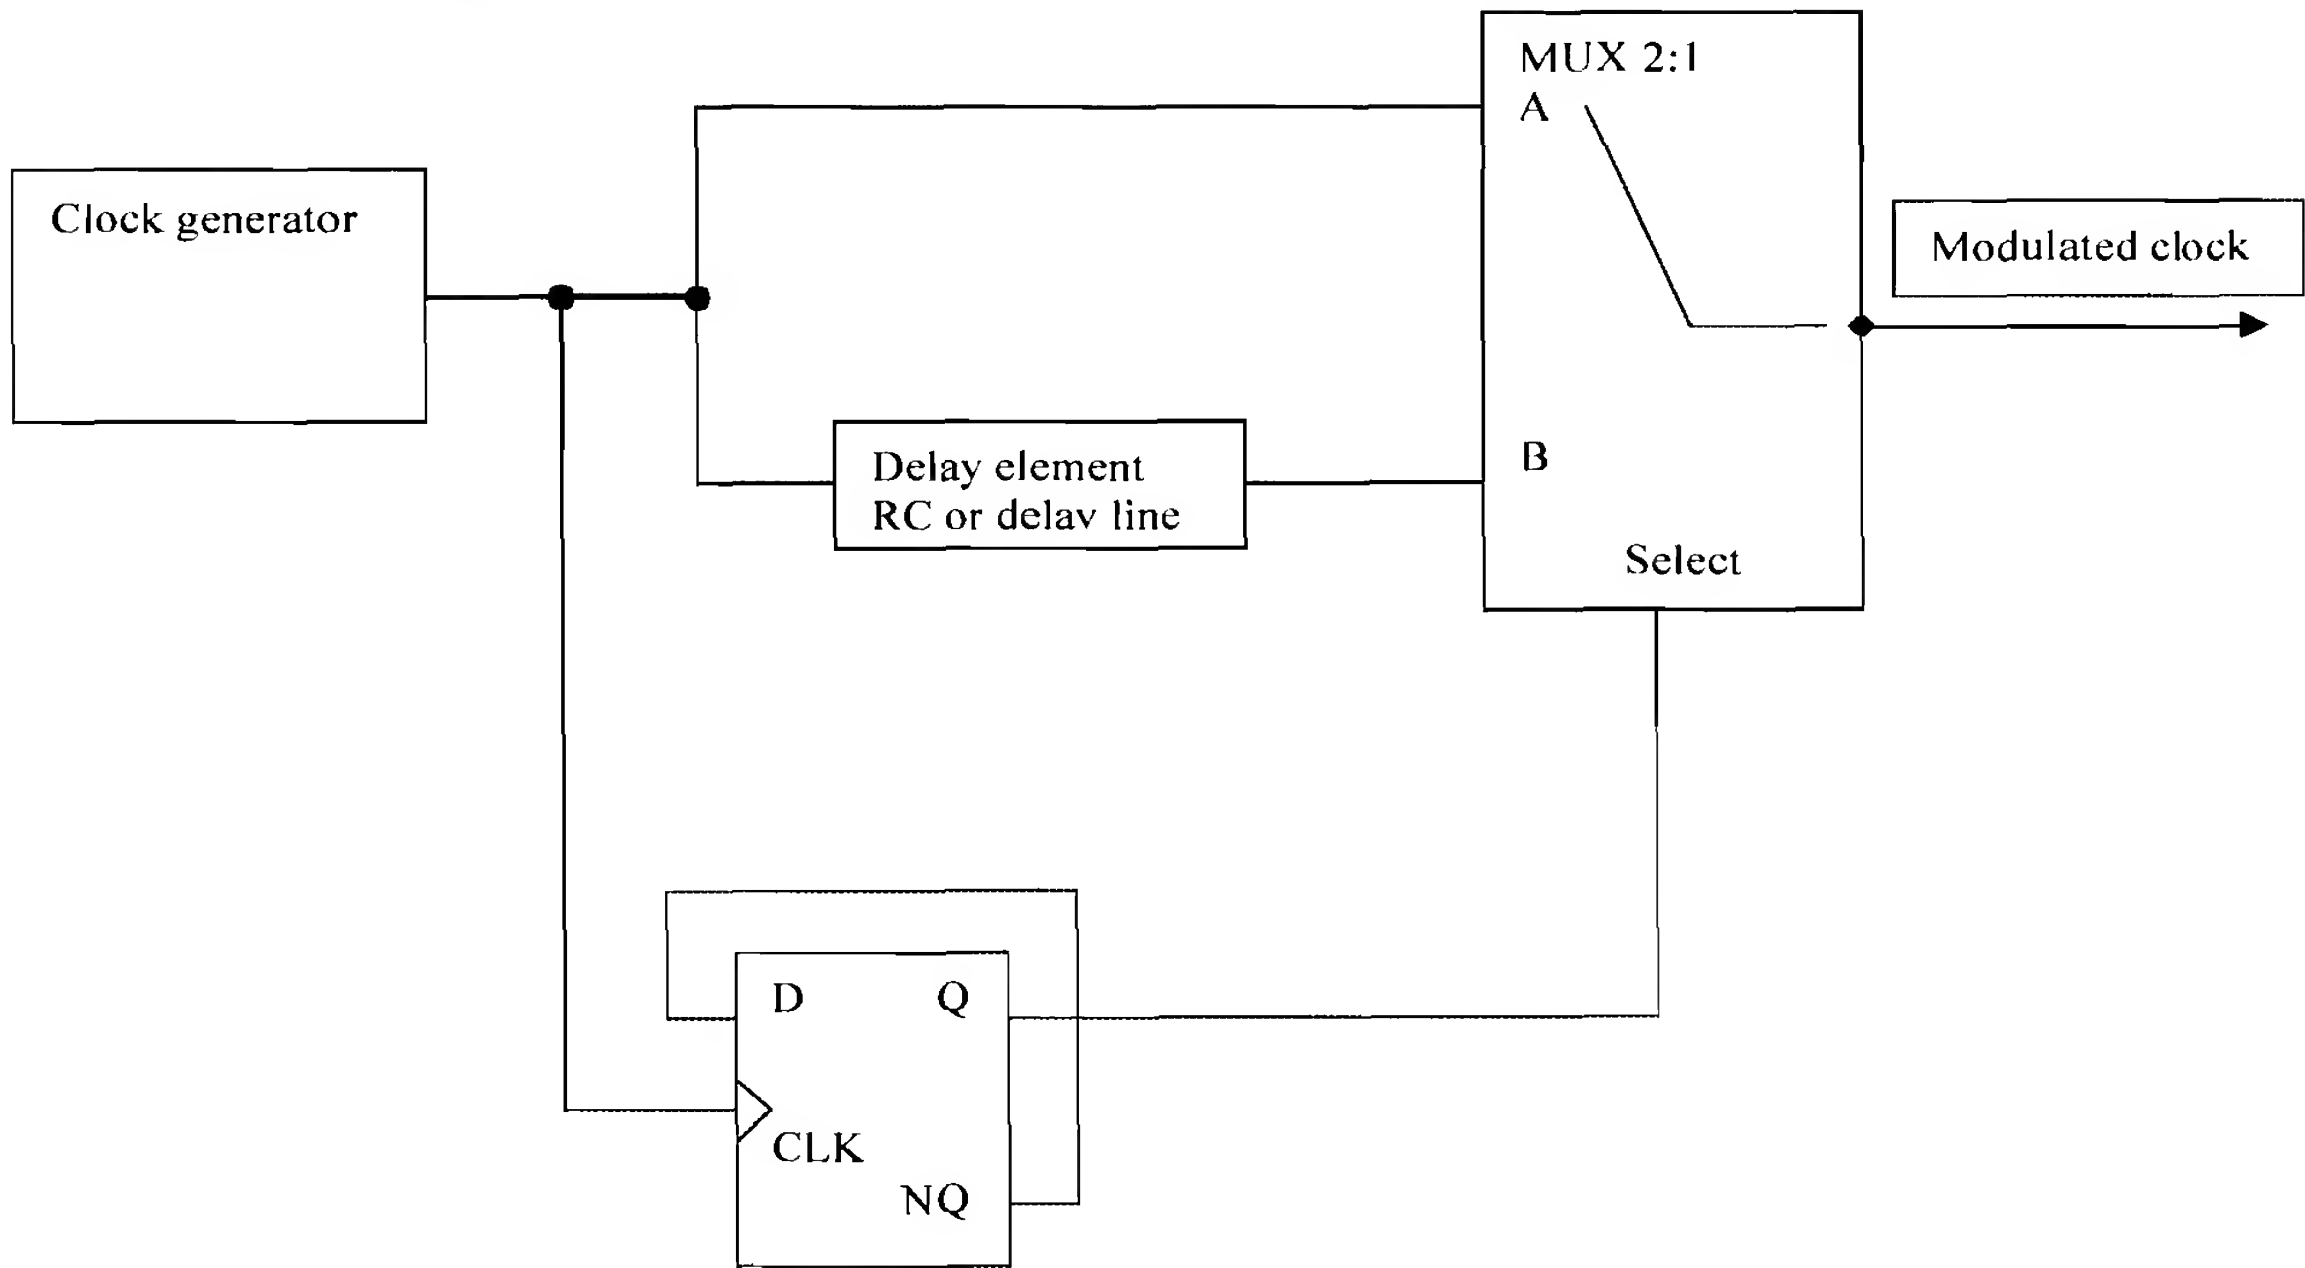 MUX 2:1
A
Clock generator
Modulated clock
B
Delay element
RC or delav line
Select
D
Q
CLK
NQ